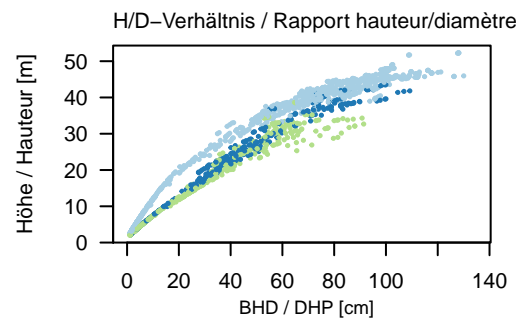 H/D−Verhältnis / Rapport hauteur/diamètre
Höhe / Hauteur [m]
50
40
30
20
10
0
0 20 40 60 80 100 120 140
BHD / DHP [cm]